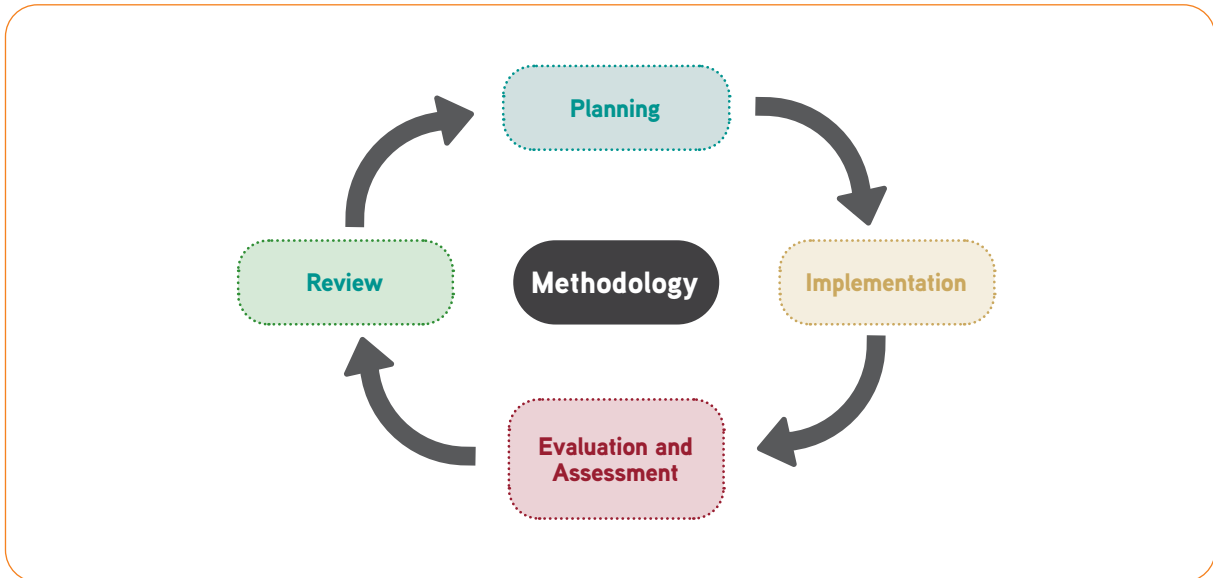 Planning
Review
Methodology
Implementation
Evaluation and
Assessment